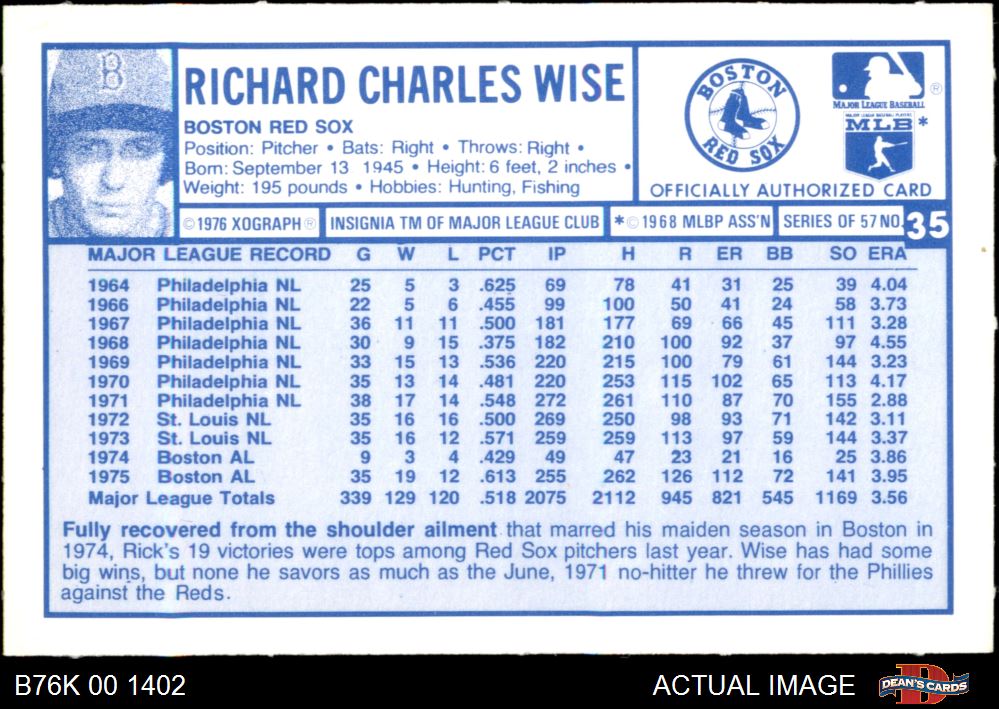 B
RICHARD CHARLES WISE
BOSTON RED SOX
Position: Pitcher • Bats: Right • Throws: Right •
Born: September 13 1945 • Height: 6 feet, 2 inches •
Weight: 195 pounds • Hobbies: Hunting, Fishing
BOSTON
RED SOX
MAJOR LEAGUE BASEBALL ®
MAJOR LEAGUE BASEBALL PLAYERS
MLB *
OFFICIALLY AUTHORIZED CARD
©1976 XOGRAPH® INSIGNIA TM OF MAJOR LEAGUE CLUB *©1968 MLBP ASS'N SERIES OF 57 NO. 35
MAJOR LEAGUE RECORD G W L PCT IP H R ER BB SO ERA
1964 Philadelphia NL 25 5 3 .625 69 78 41 31 25 39 4.04
1966 Philadelphia NL 22 5 6 .455 99 100 50 41 24 58 3.73
1967 Philadelphia NL 36 11 11 .500 181 177 69 66 45 111 3.28
1968 Philadelphia NL 30 9 15 .375 182 210 100 92 37 97 4.55
1969 Philadelphia NL 33 15 13 .536 220 215 100 79 61 144 3.23
1970 Philadelphia NL 35 13 14 .481 220 253 115 102 65 113 4.17
1971 Philadelphia NL 38 17 14 .548 272 261 110 87 70 155 2.88
1972 St. Louis NL 35 16 16 .500 269 250 98 93 71 142 3.11
1973 St. Louis NL 35 16 12 .571 259 259 113 97 59 144 3.37
1974 Boston AL 9 3 4 .429 49 47 23 21 16 25 3.86
1975 Boston AL 35 19 12 .613 255 262 126 112 72 141 3.95
Major League Totals 339 129 120 .518 2075 2112 945 821 545 1169 3.56
Fully recovered from the shoulder ailment that marred his maiden season in Boston in
1974, Rick's 19 victories were tops among Red Sox pitchers last year. Wise has had some
big wins, but none he savors as much as the June, 1971 no-hitter he threw for the Phillies
against the Reds.
B76K 00 1402
ACTUAL IMAGE
D
DEAN'S CARDS